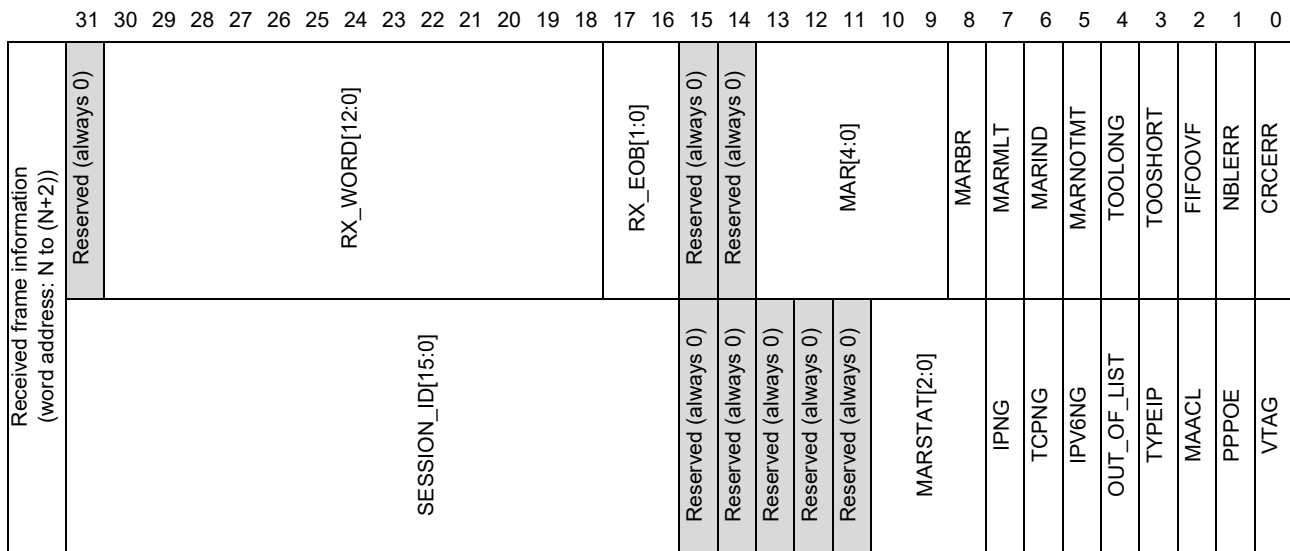 31 30 29 28 27 26 25 24 23 22 21 20 19 18 17 16 15 14 13 12 11 10 9 8 7 6 5 4 3 2 1 0
Received frame information
(word address: N to (N+2))
Reserved (always 0)
RX_WORD[12:0]
RX_EOB[1:0]
Reserved (always 0)
Reserved (always 0)
MAR[4:0]
MARBR
MARMLT
MARIND
MARNOTMT
TOOLONG
TOOSHORT
FIFOOVF
NBLERR
CRCERR
SESSION_ID[15:0]
Reserved (always 0)
Reserved (always 0)
Reserved (always 0)
Reserved (always 0)
Reserved (always 0)
MARSTAT[2:0]
IPNG
TCPNG
IPV6NG
OUT_OF_LIST
TYPEIP
MAACL
PPPOE
VTAG